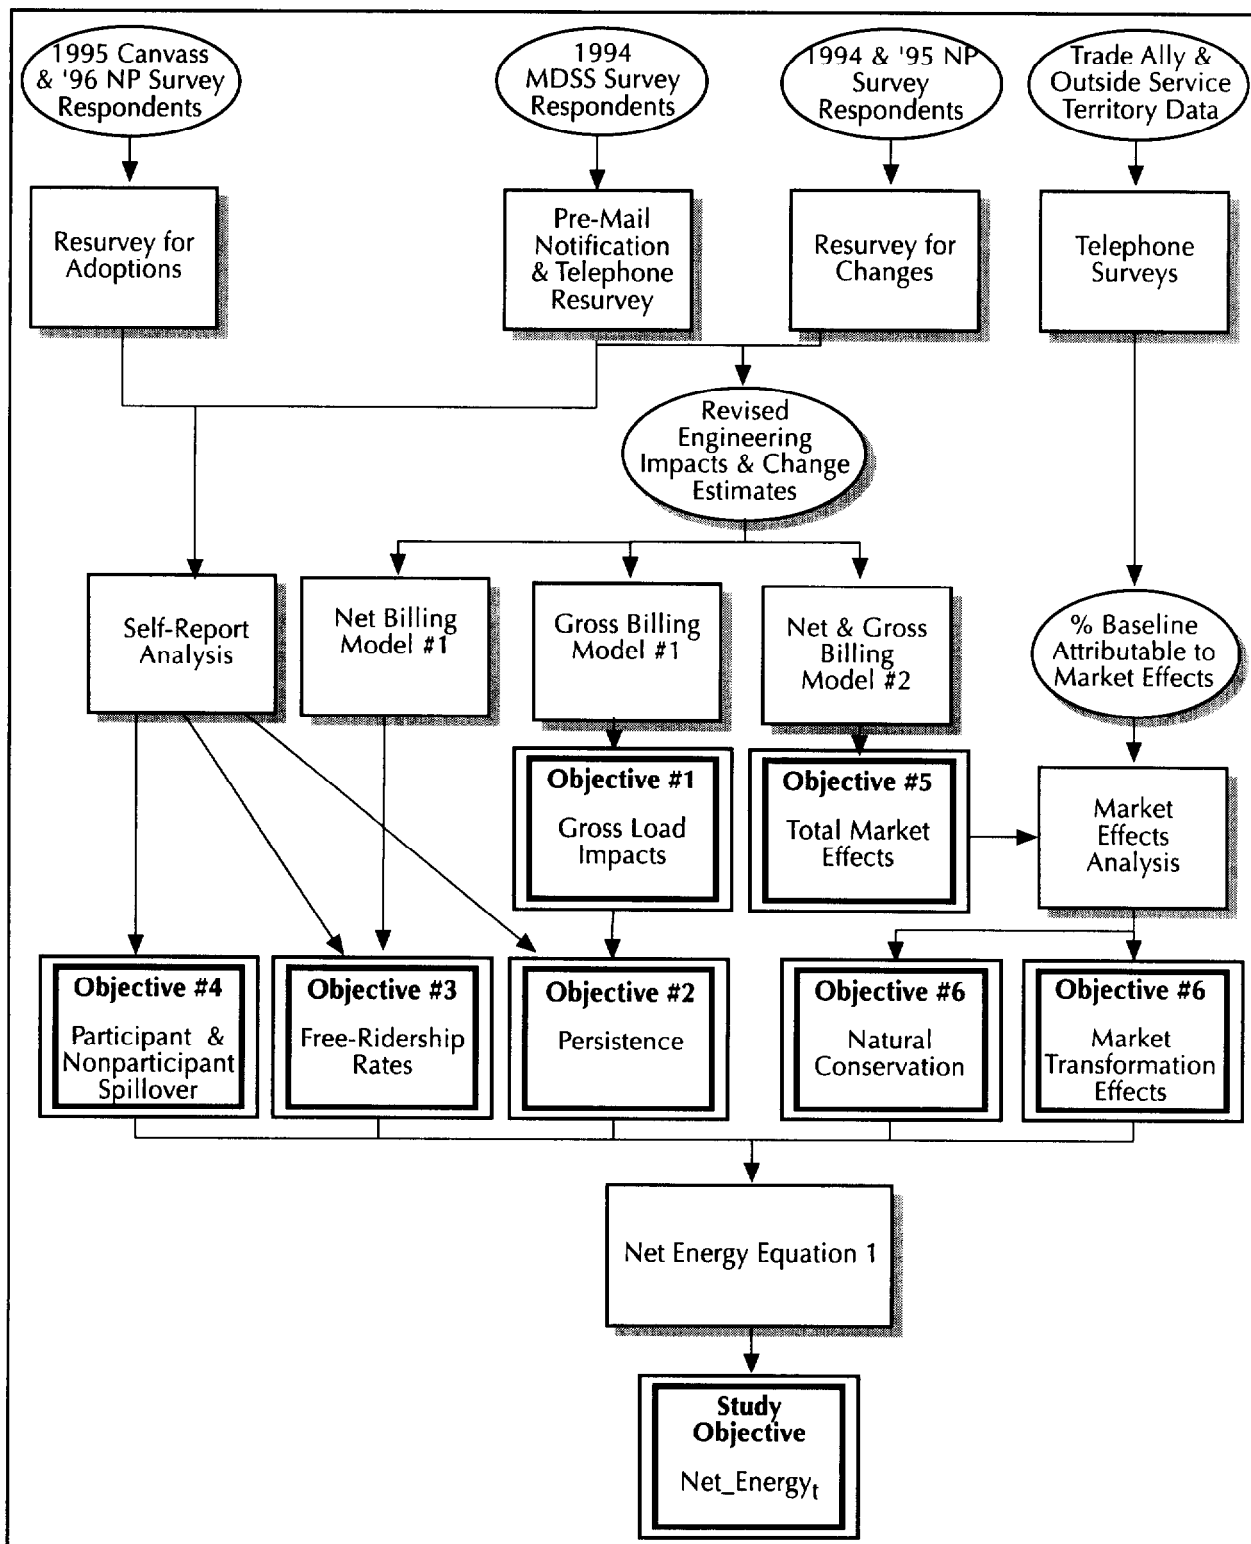 1995 Canvass
& '96 NP Survey
Respondents
1994
MDSS Survey
Respondents
1994 & '95 NP
Survey
Respondents
Trade Ally &
Outside Service
Territory Data
Resurvey for
Adoptions
Pre-Mail
Notification
& Telephone
Resurvey
Resurvey for
Changes
Telephone
Surveys
Revised
Engineering
Impacts & Change
Estimates
Self-Report
Analysis
Net Billing
Model #1
Gross Billing
Model #1
Net & Gross
Billing
Model #2
% Baseline
Attributable to
Market Effects
Objective #1
Gross Load
Impacts
Objective #5
Total Market
Effects
Market
Effects
Analysis
Objective #4
Participant &
Nonparticipant
Spillover
Objective #3
Free-Ridership
Rates
Objective #2
Persistence
Objective #6
Natural
Conservation
Objective #6
Market
Transformation
Effects
Net Energy Equation 1
Study
Objective
Net_Energyt